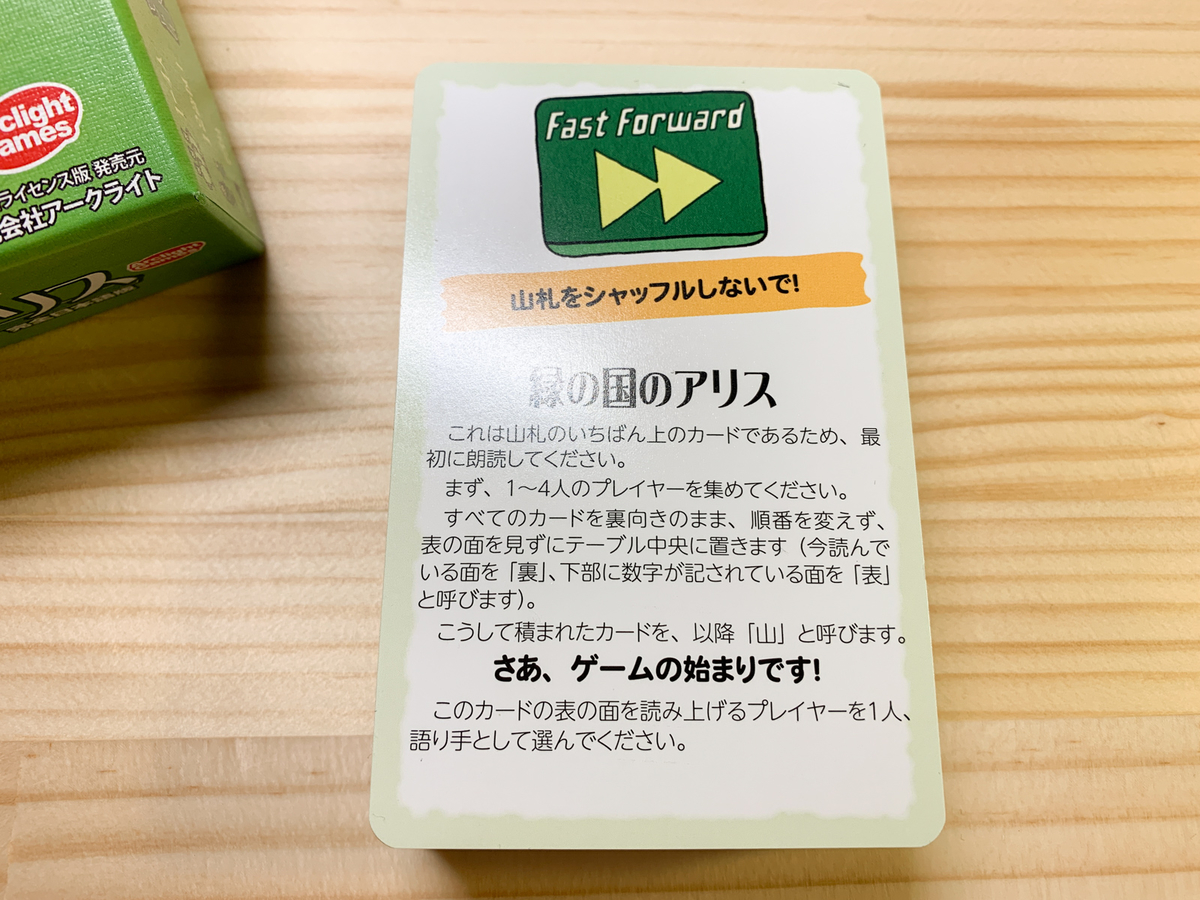 clight
ames
ライセンス版 発売元
会社アークライト
リス
Fast Forward
山札をシャッフルしないで!
緑の国のアリス
これは山札のいちばん上のカードであるため、最
初に朗読してください。
まず、1～4人のプレイヤーを集めてください。
すべてのカードを裏向きのまま、順番を変えず、
表の面を見ずにテーブル中央に置きます（今読んで
いる面を「裏」、下部に数字が記されている面を「表」
と呼びます）。
こうして積まれたカードを、以降「山」と呼びます。
さあ、ゲームの始まりです!
このカードの表の面を読み上げるプレイヤーを1人、
語り手として選んでください。